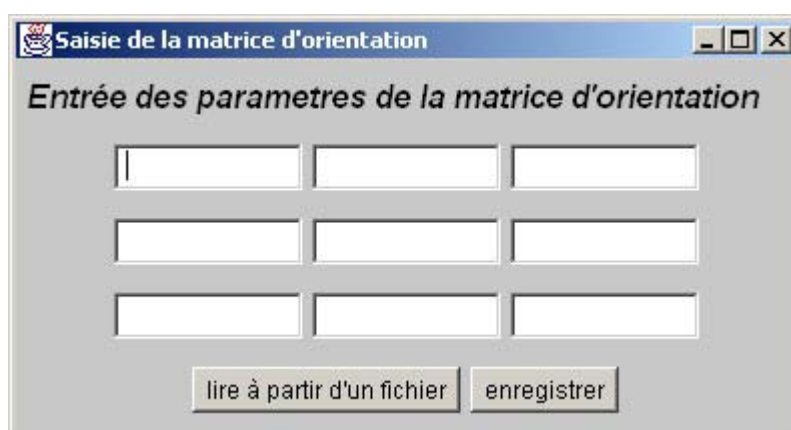 Saisie de la matrice d'orientation
Entrée des parametres de la matrice d'orientation
lire à partir d'un fichier enregistrer